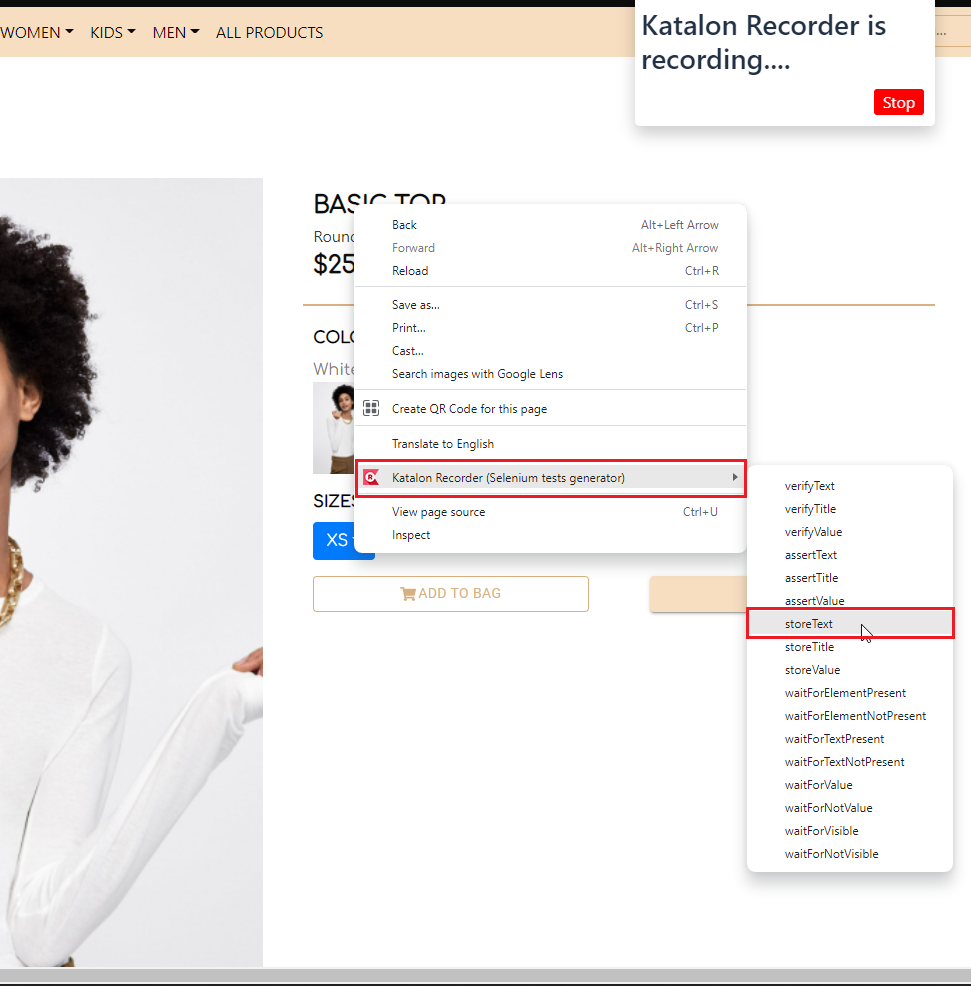 WOMEN KIDS MEN ALL PRODUCTS
...
Katalon Recorder is
recording....
Stop
BASIC TOP
Round
$25
COLO
White
SIZES
XS
ADD TO BAG
Back Alt+Left Arrow
Forward Alt+Right Arrow
Reload Ctrl+R
Save as... Ctrl+S
Print... Ctrl+P
Cast...
Search images with Google Lens
Create QR Code for this page
Translate to English
Katalon Recorder (Selenium tests generator)
View page source Ctrl+U
Inspect
verifyText
verifyTitle
verifyValue
assertText
assertTitle
assertValue
storeText
storeTitle
storeValue
waitForElementPresent
waitForElementNotPresent
waitForTextPresent
waitForTextNotPresent
waitForValue
waitForNotValue
waitForVisible
waitForNotVisible